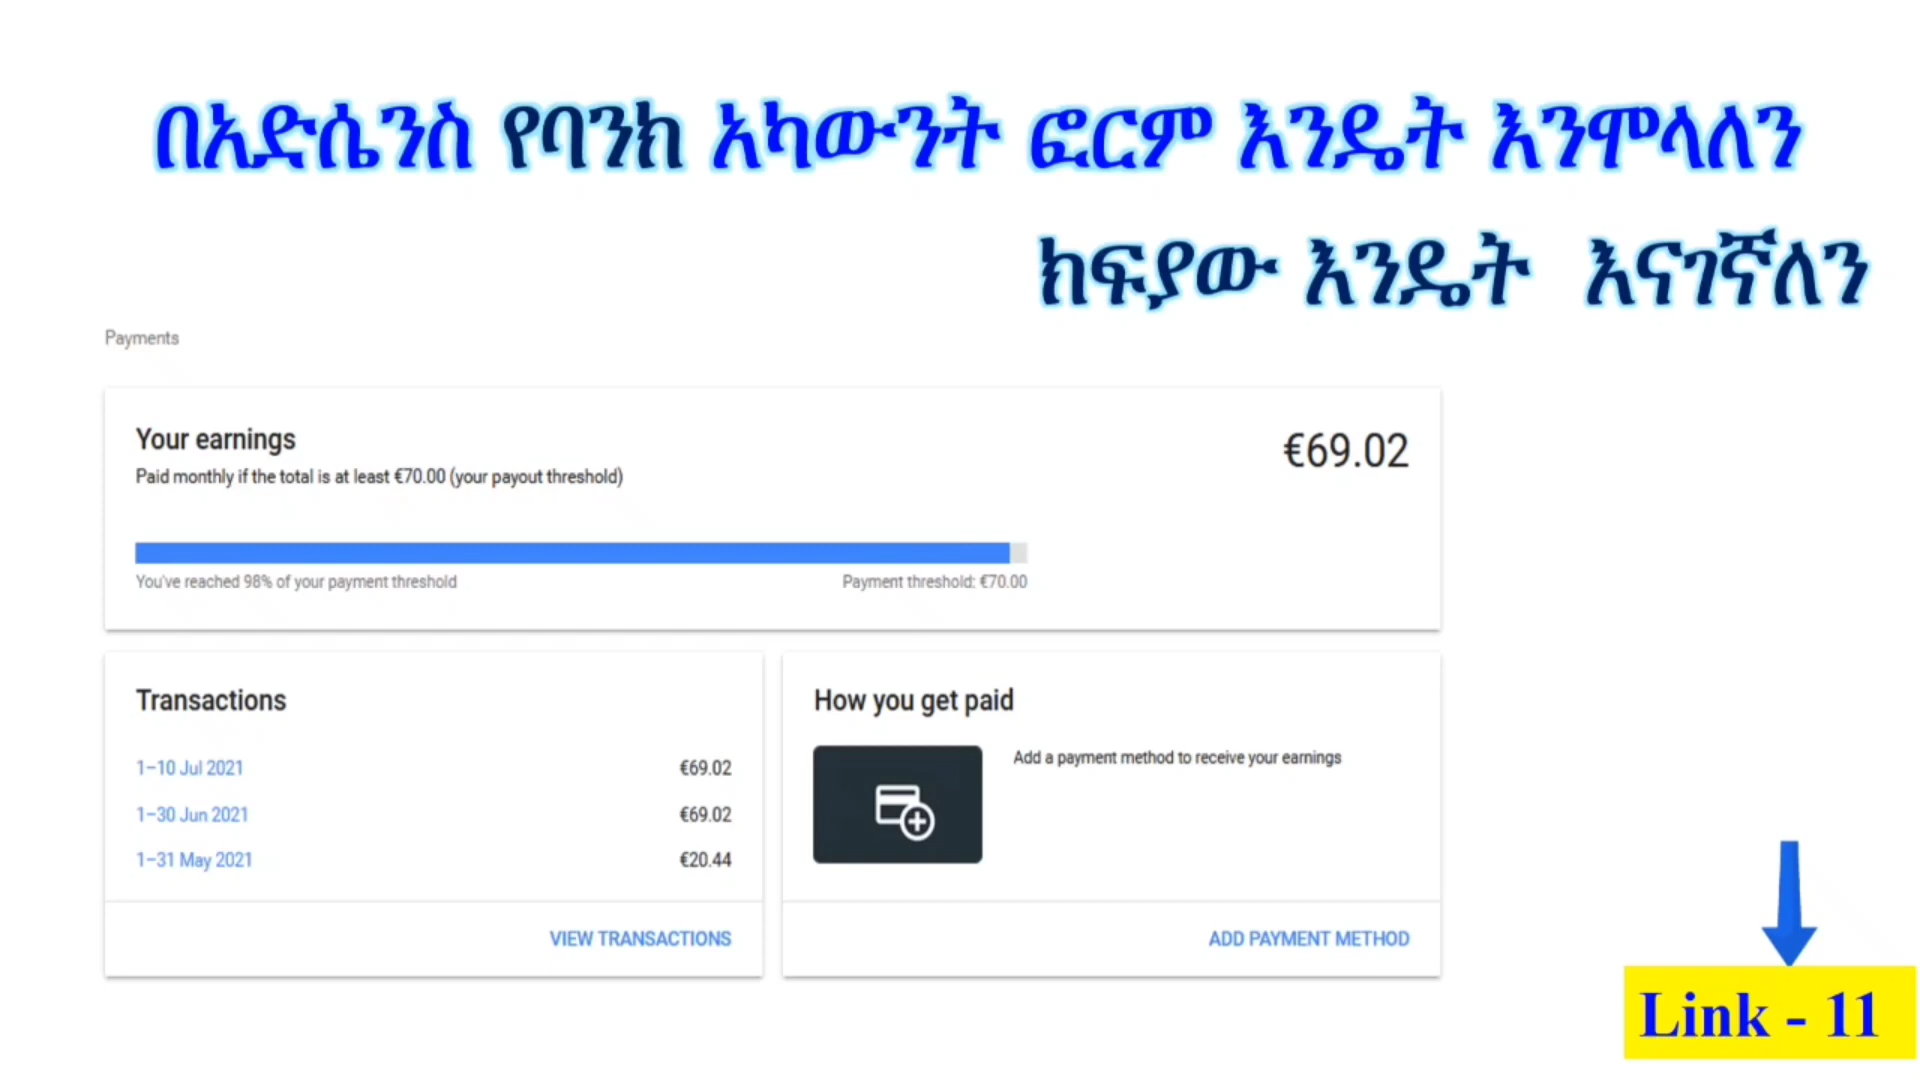 በአድሴንስ የባንክ አካውንት ፎርም እንዴት እንሞላለን
ክፍያው እንዴት እናገኛለን
Payments
Your earnings
€69.02
Paid monthly if the total is at least €70.00 (your payout threshold)
You've reached 98% of your payment threshold
Payment threshold: €70.00
Transactions
1–10 Jul 2021 €69.02
1–30 Jun 2021 €69.02
1–31 May 2021 €20.44
VIEW TRANSACTIONS
How you get paid
Add a payment method to receive your earnings
ADD PAYMENT METHOD
Link - 11